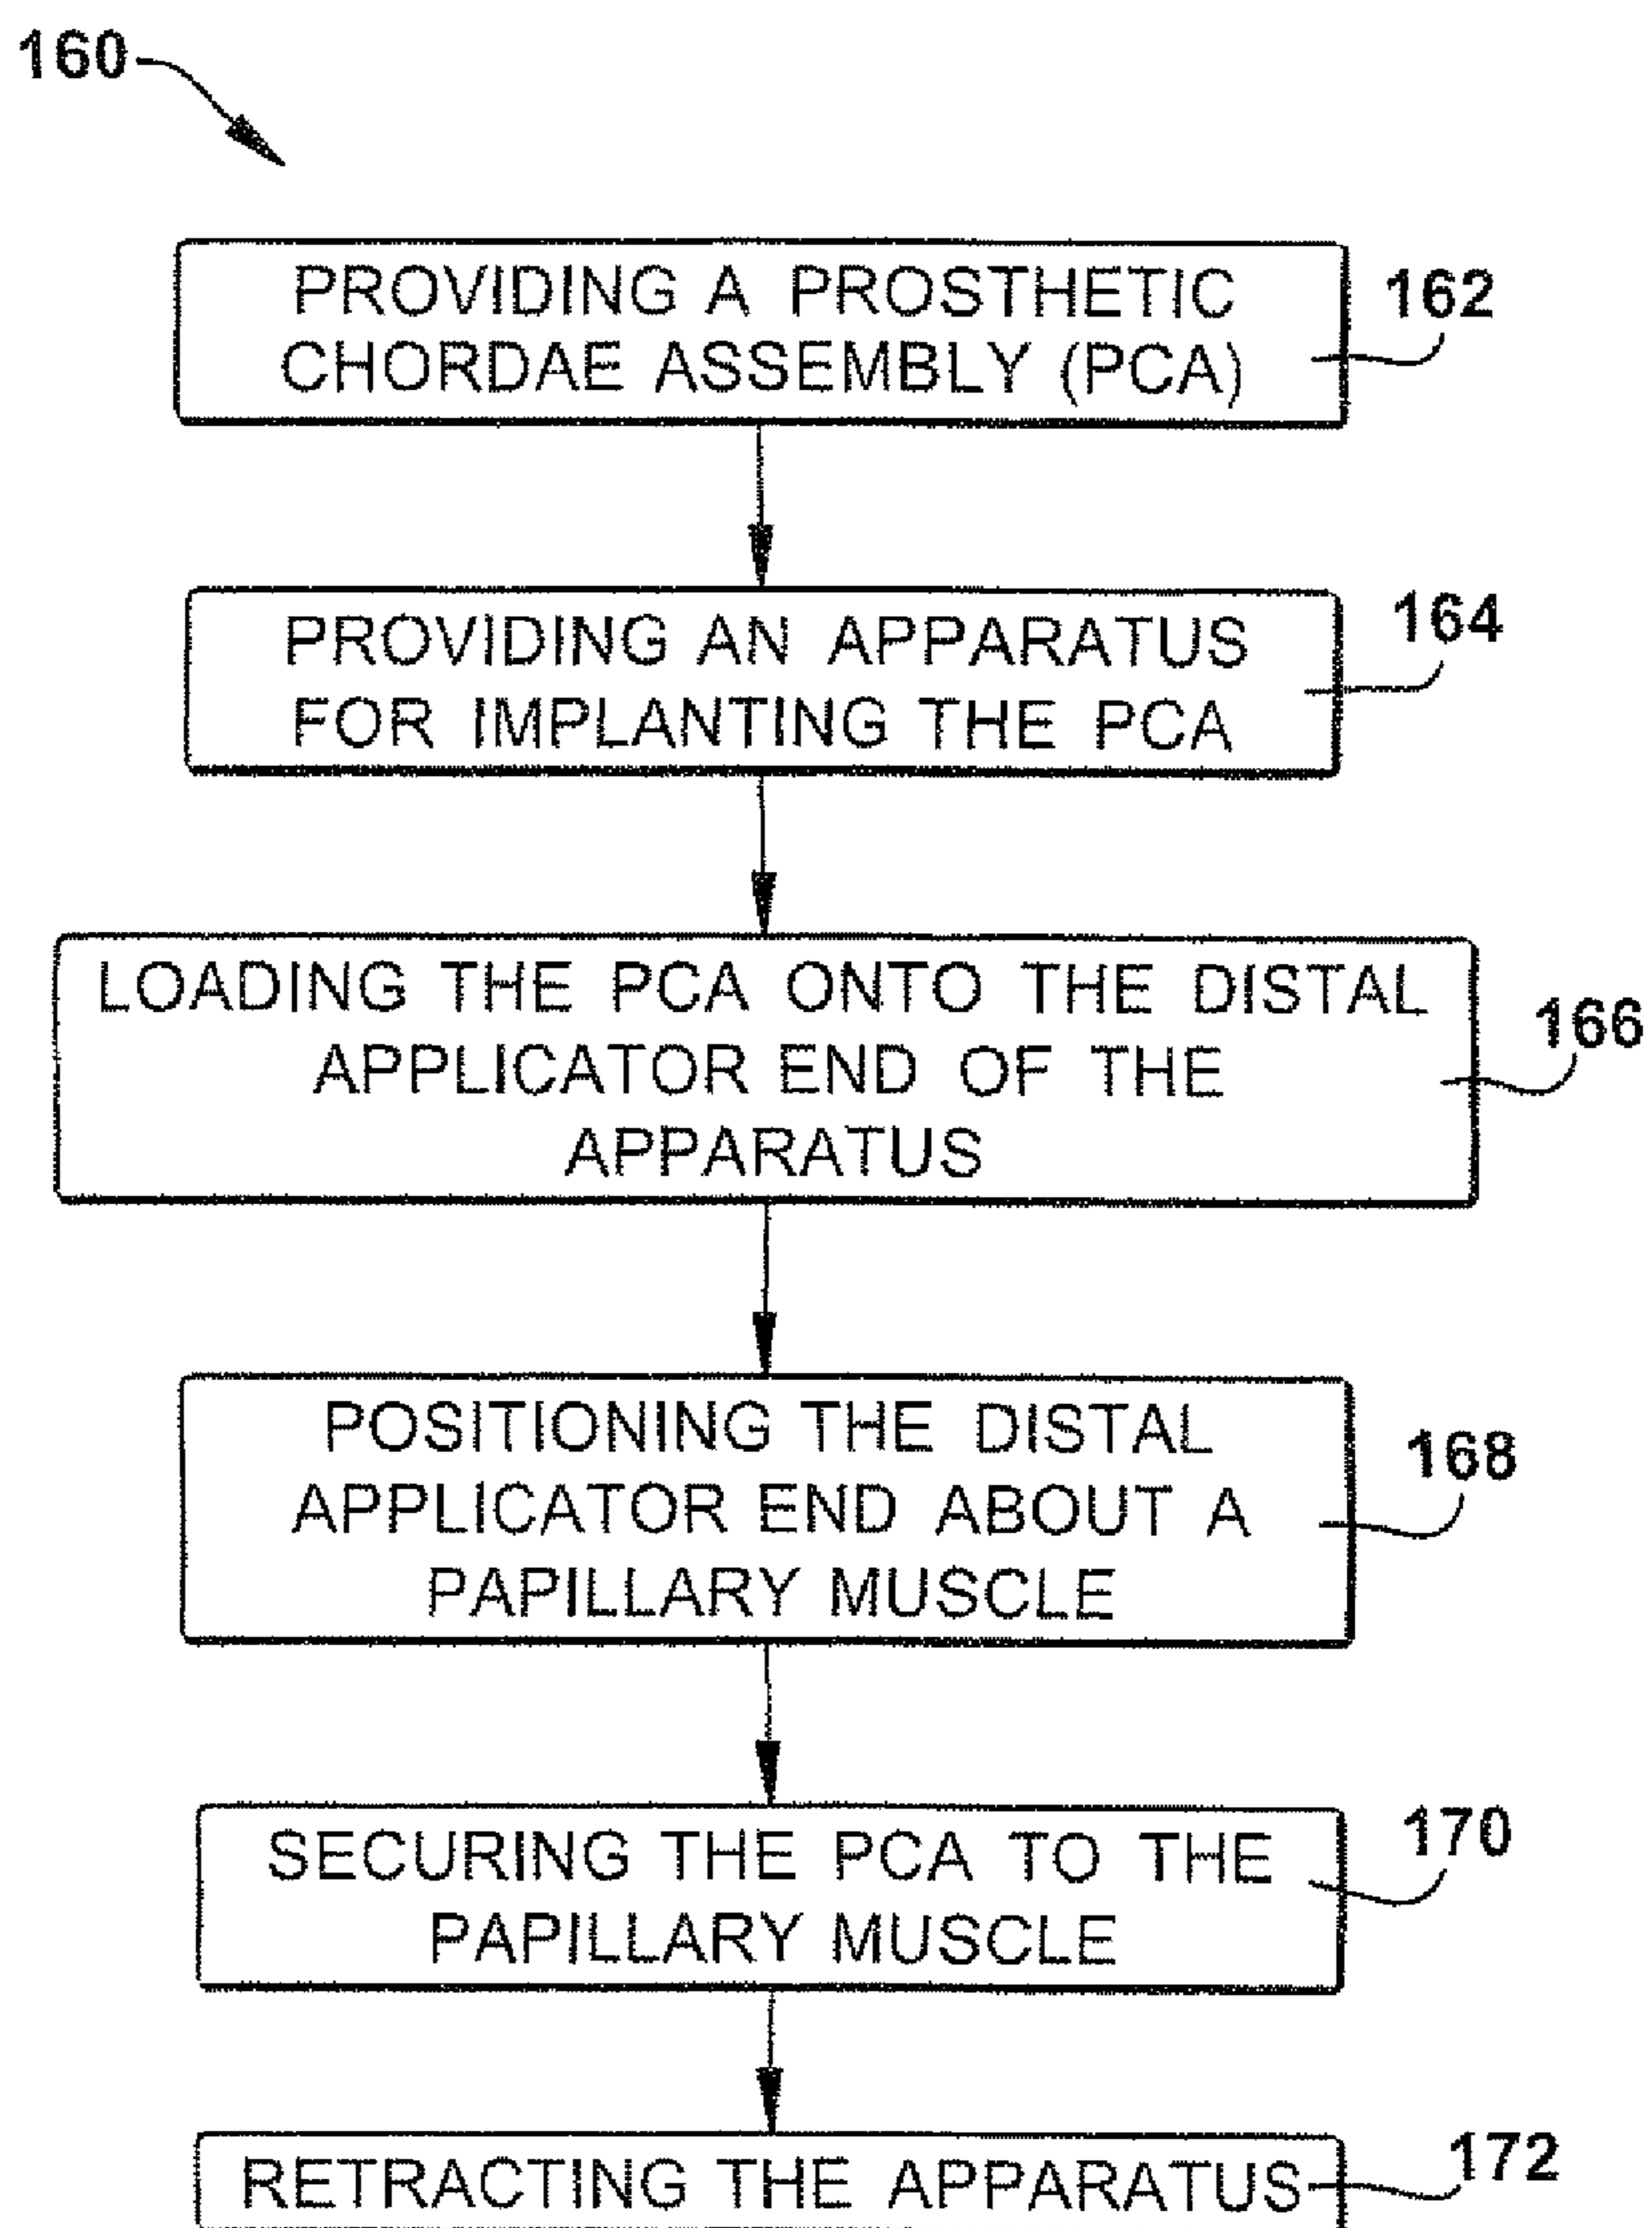 160
PROVIDING A PROSTHETIC
CHORDAE ASSEMBLY (PCA)
162
PROVIDING AN APPARATUS
FOR IMPLANTING THE PCA
164
LOADING THE PCA ONTO THE DISTAL
APPLICATOR END OF THE
APPARATUS
166
POSITIONING THE DISTAL
APPLICATOR END ABOUT A
PAPILLARY MUSCLE
168
SECURING THE PCA TO THE
PAPILLARY MUSCLE
170
RETRACTING THE APPARATUS
172